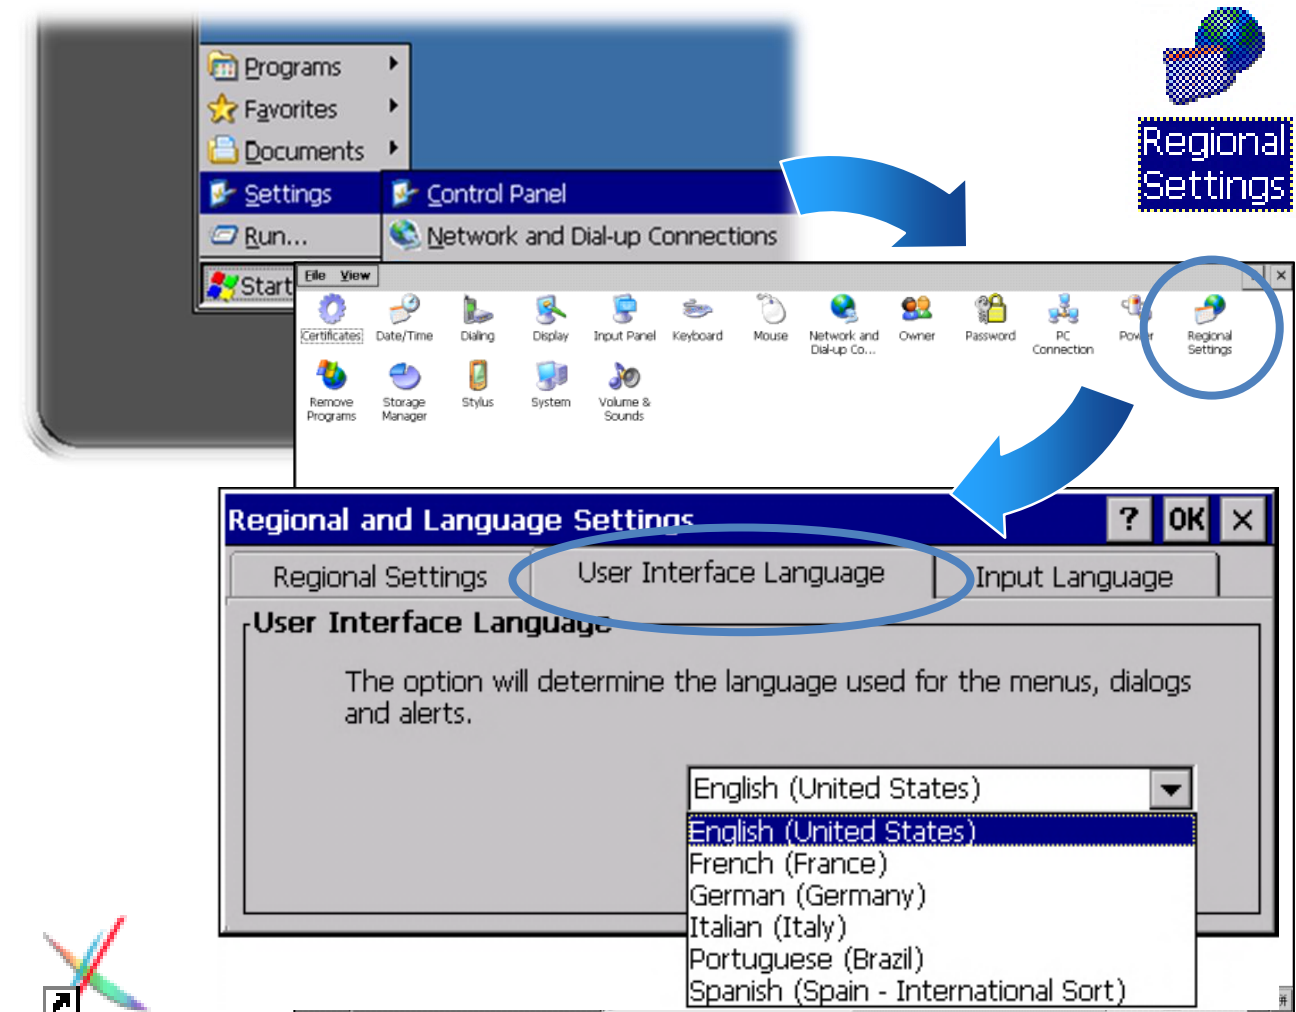 Programs
Favorites
Documents
Settings
Run...
Start
Control Panel
Network and Dial-up Connections
Regional
Settings
File View
Certificates
Date/Time
Dialing
Display
Input Panel
Keyboard
Mouse
Network and
Dial-up Co...
Owner
Password
PC
Connection
Power
Regional
Settings
Remove
Programs
Storage
Manager
Stylus
System
Volume &
Sounds
Regional and Language Settings
? OK ×
Regional Settings
User Interface Language
Input Language
User Interface Language
The option will determine the language used for the menus, dialogs
and alerts.
English (United States)
English (United States)
French (France)
German (Germany)
Italian (Italy)
Portuguese (Brazil)
Spanish (Spain - International Sort)